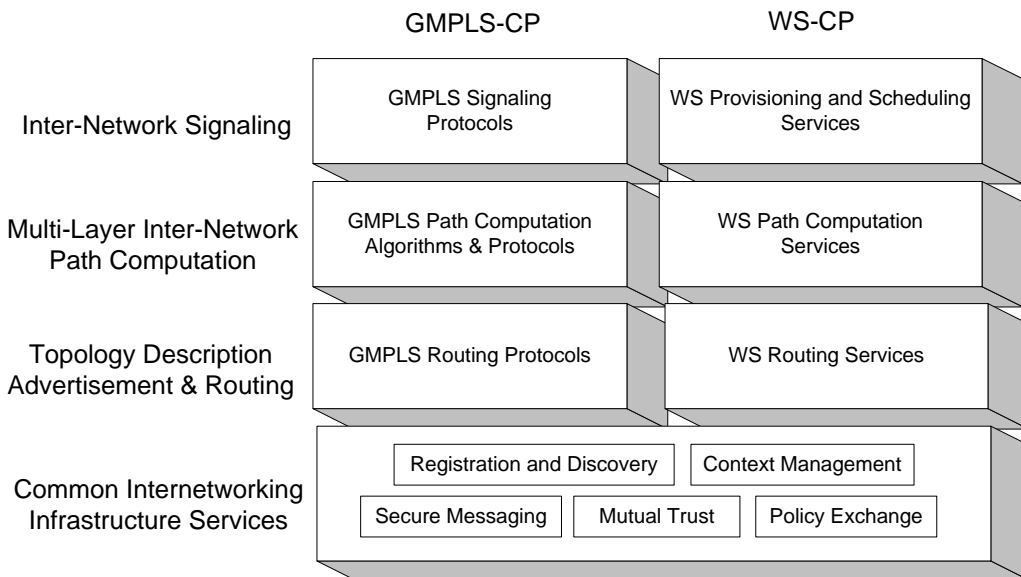 GMPLS-CP
WS-CP
Inter-Network Signaling
GMPLS Signaling
Protocols
WS Provisioning and Scheduling
Services
Multi-Layer Inter-Network
Path Computation
GMPLS Path Computation
Algorithms & Protocols
WS Path Computation
Services
Topology Description
Advertisement & Routing
GMPLS Routing Protocols
WS Routing Services
Common Internetworking
Infrastructure Services
Registration and Discovery
Context Management
Secure Messaging
Mutual Trust
Policy Exchange